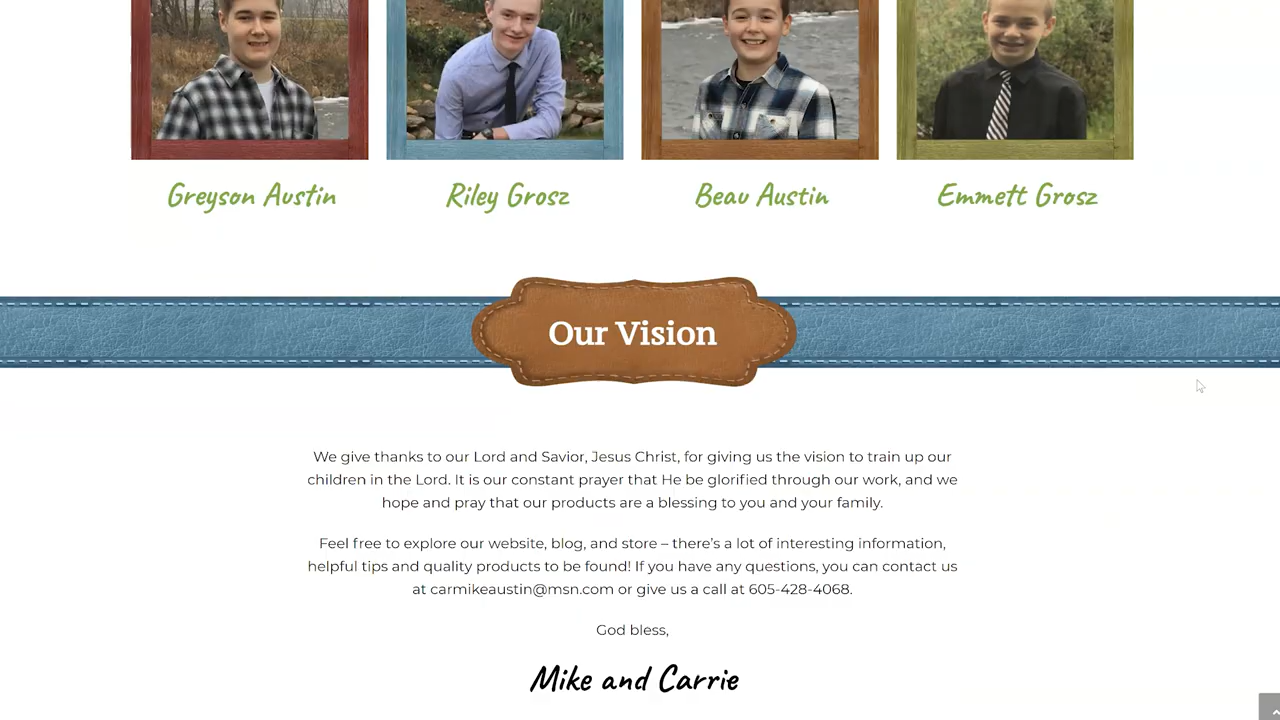 Greyson Austin
Riley Grosz
Beau Austin
Emmett Grosz
Our Vision
We give thanks to our Lord and Savior, Jesus Christ, for giving us the vision to train up our
children in the Lord. It is our constant prayer that He be glorified through our work, and we
hope and pray that our products are a blessing to you and your family.
Feel free to explore our website, blog, and store – there's a lot of interesting information,
helpful tips and quality products to be found! If you have any questions, you can contact us
at carmikeaustin@msn.com or give us a call at 605-428-4068.
God bless,
Mike and Carrie